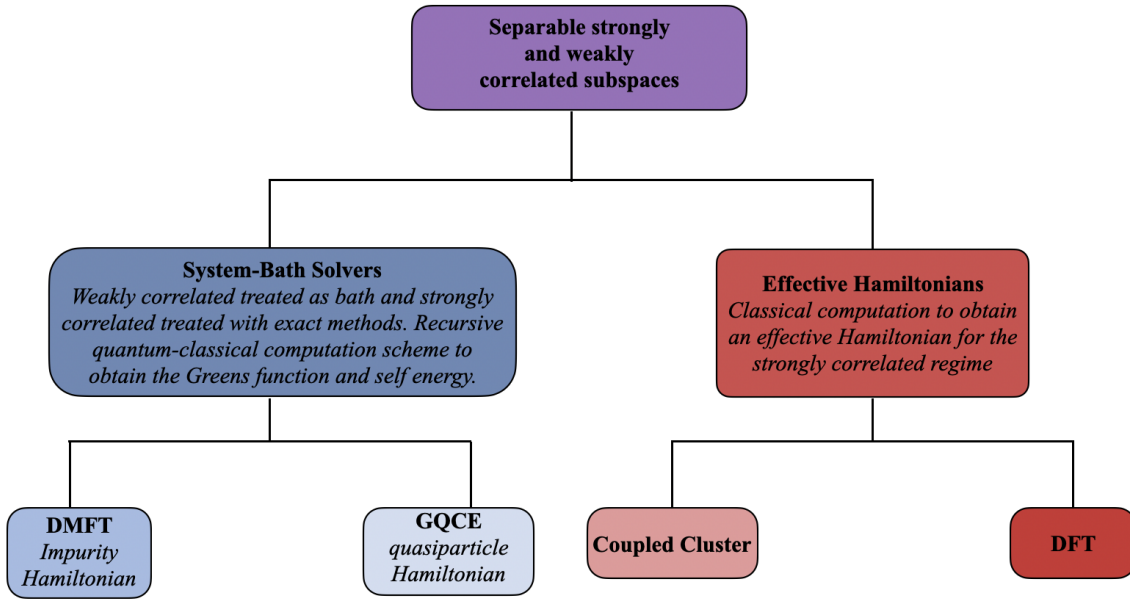 Separable strongly
and weakly
correlated subspaces
System-Bath Solvers
Weakly correlated treated as bath and strongly
correlated treated with exact methods. Recursive
quantum-classical computation scheme to
obtain the Greens function and self energy.
Effective Hamiltonians
Classical computation to obtain
an effective Hamiltonian for the
strongly correlated regime
DMFT
Impurity
Hamiltonian
GQCE
quasiparticle
Hamiltonian
Coupled Cluster
DFT